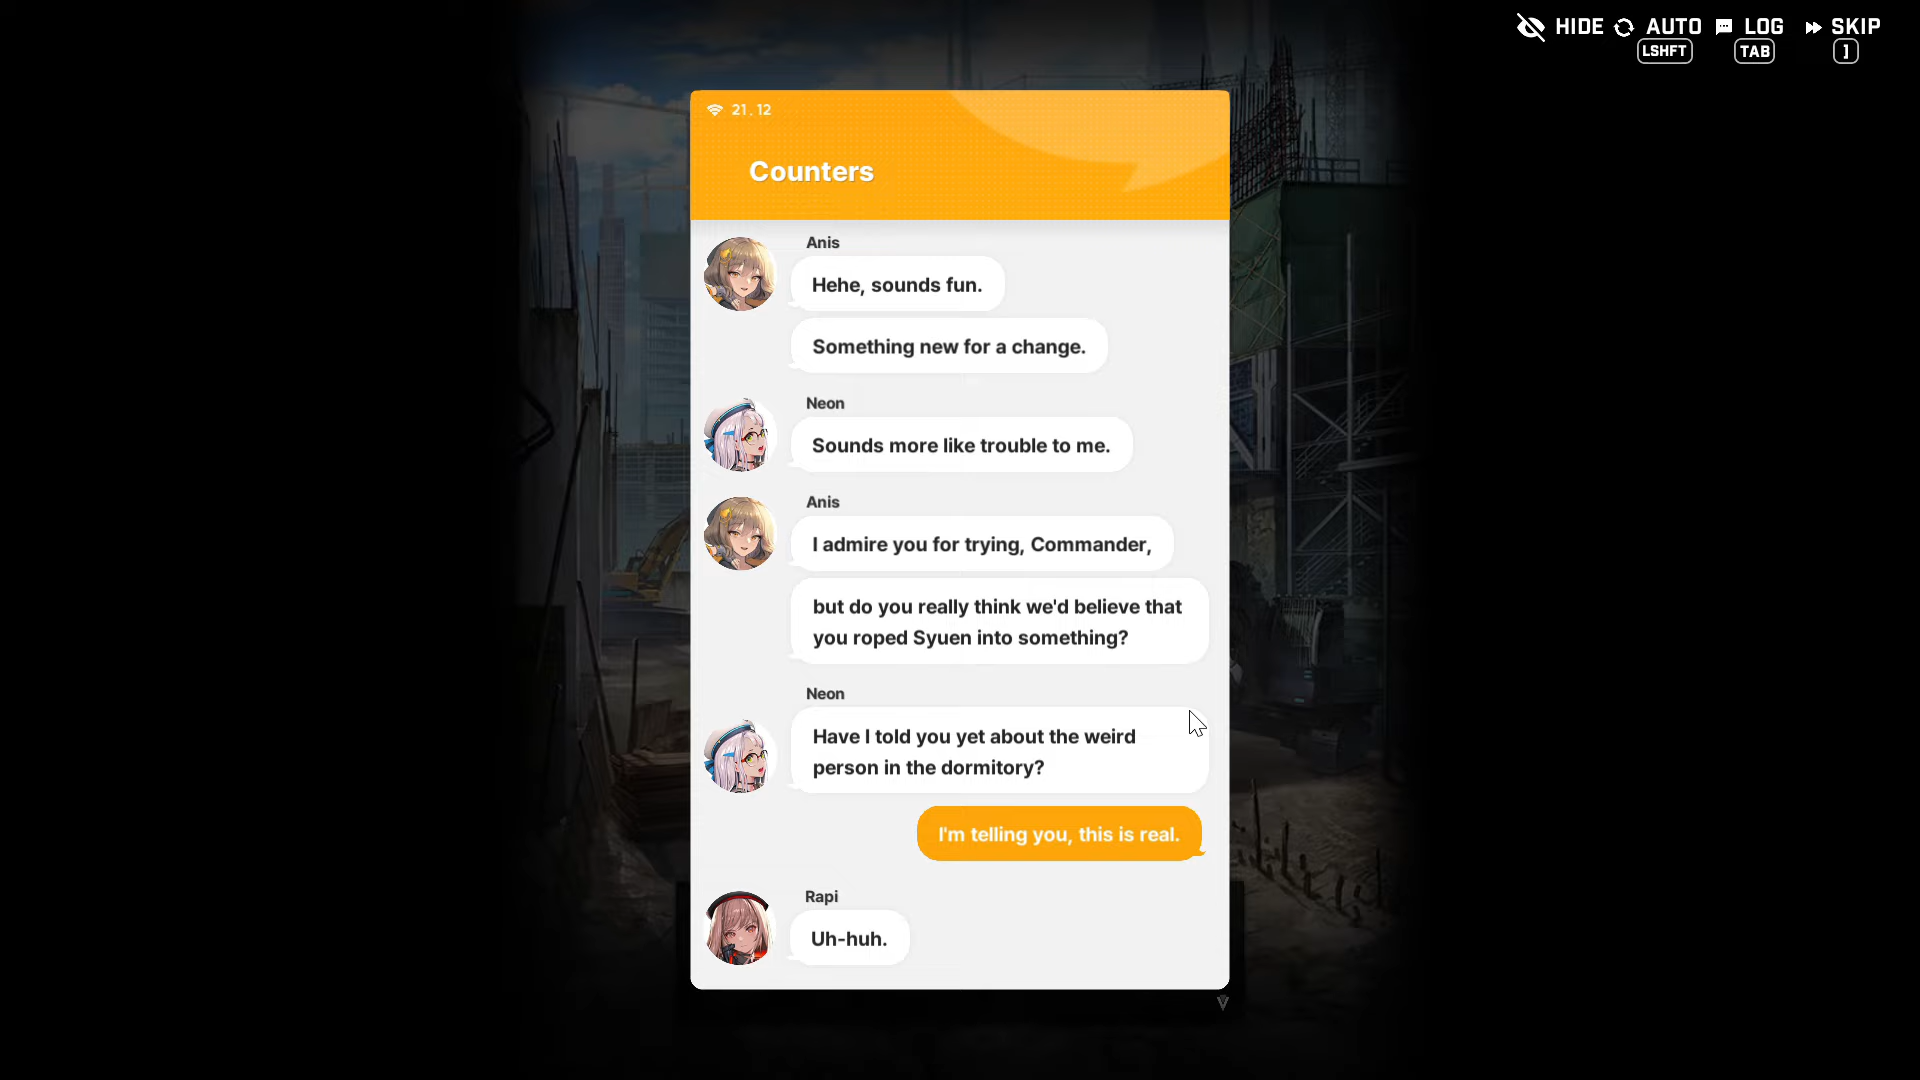 HIDE AUTO LOG SKIP
LSHFT TAB ]
21.12
Counters
Anis
Hehe, sounds fun.
Something new for a change.
Neon
Sounds more like trouble to me.
Anis
I admire you for trying, Commander,
but do you really think we'd believe that
you roped Syuen into something?
Neon
Have I told you yet about the weird
person in the dormitory?
I'm telling you, this is real.
Rapi
Uh-huh.